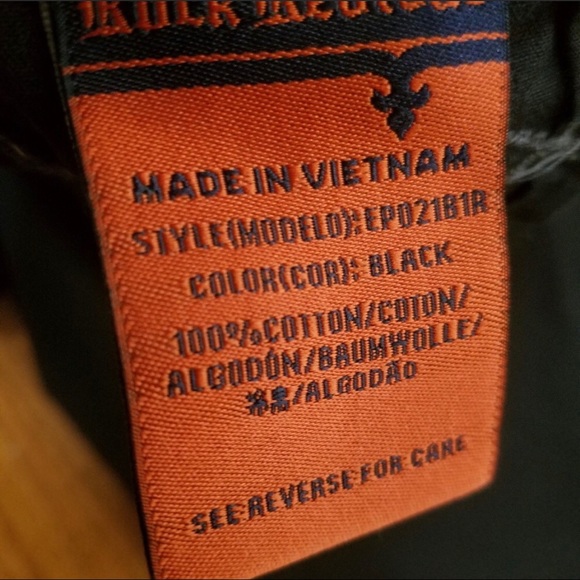 MADE IN VIETNAM
STYLE(MODELO):EP021B1R
COLOR(COR): BLACK
100%COTTON/COTON/
ALGODÓN/BAUMWOLLE/
/ALGODÃO
SEE REVERSE FOR CARE